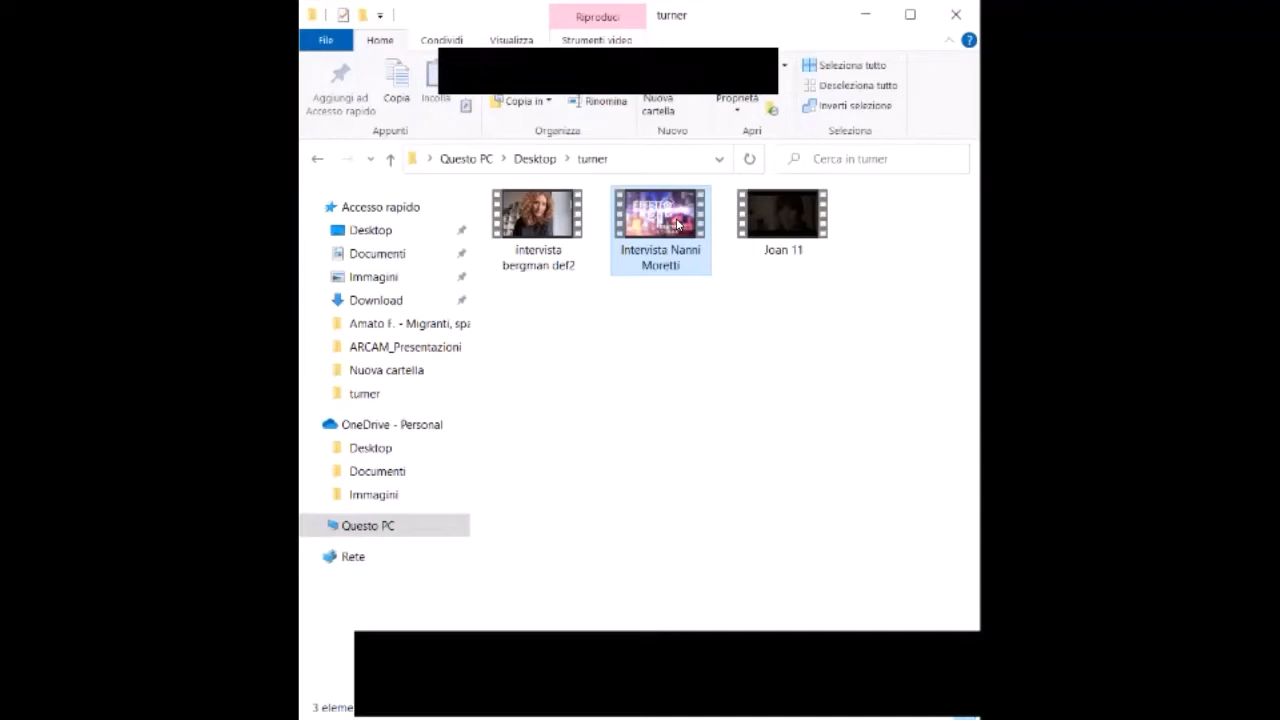 Riproduci
turner
File
Home
Condividi
Visualizza
Strumenti video
Aggiungi ad
Accesso rapido
Copia
Incolla
Copia in
Rinomina
Nuova
cartella
Proprietà
Seleziona tutto
Deseleziona tutto
Inverti selezione
Appunti
Organizza
Nuovo
Apri
Seleziona
Questo PC > Desktop > turner
Cerca in turner
Accesso rapido
Desktop
Documenti
Immagini
Download
Amato F. - Migranti, spa
ARCAM_Presentazioni
Nuova cartella
turner
OneDrive - Personal
Desktop
Documenti
Immagini
Questo PC
Rete
intervista
bergman def2
Intervista Nanni
Moretti
Joan 11
3 eleme